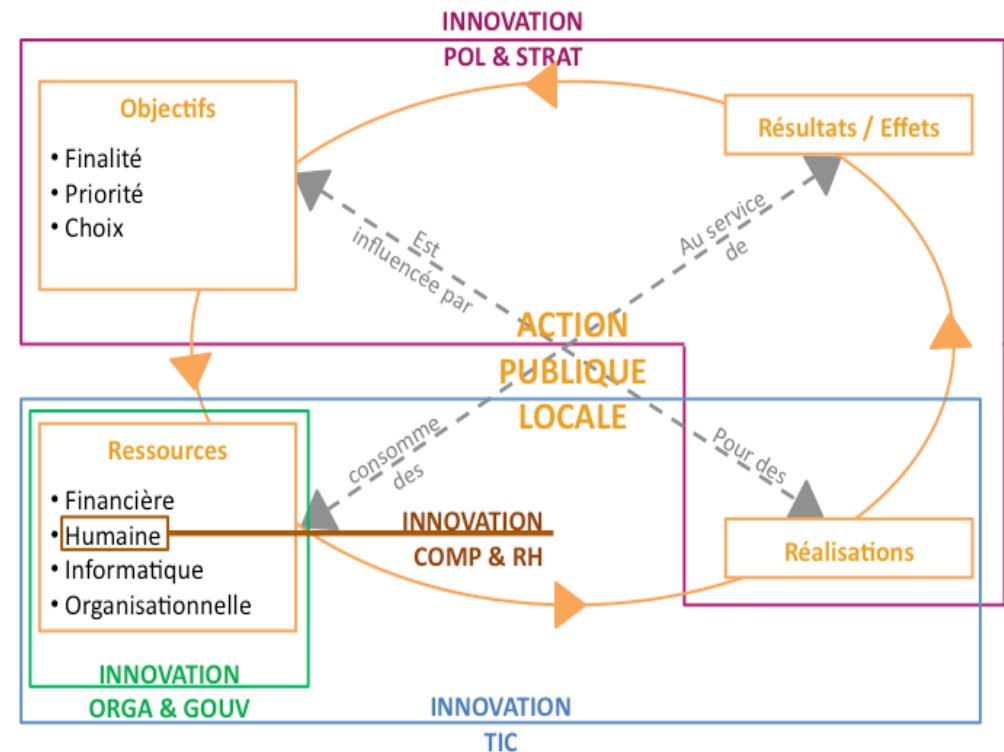 INNOVATION
POL & STRAT
Objectifs
• Finalité
• Priorité
• Choix
Résultats / Effets
Est
influencée par
Au service
de
ACTION
PUBLIQUE
LOCALE
consomme
des
Pour des
Ressources
• Financière
• Humaine
• Informatique
• Organisationnelle
INNOVATION
COMP & RH
Réalisations
INNOVATION
ORGA & GOUV
INNOVATION
TIC